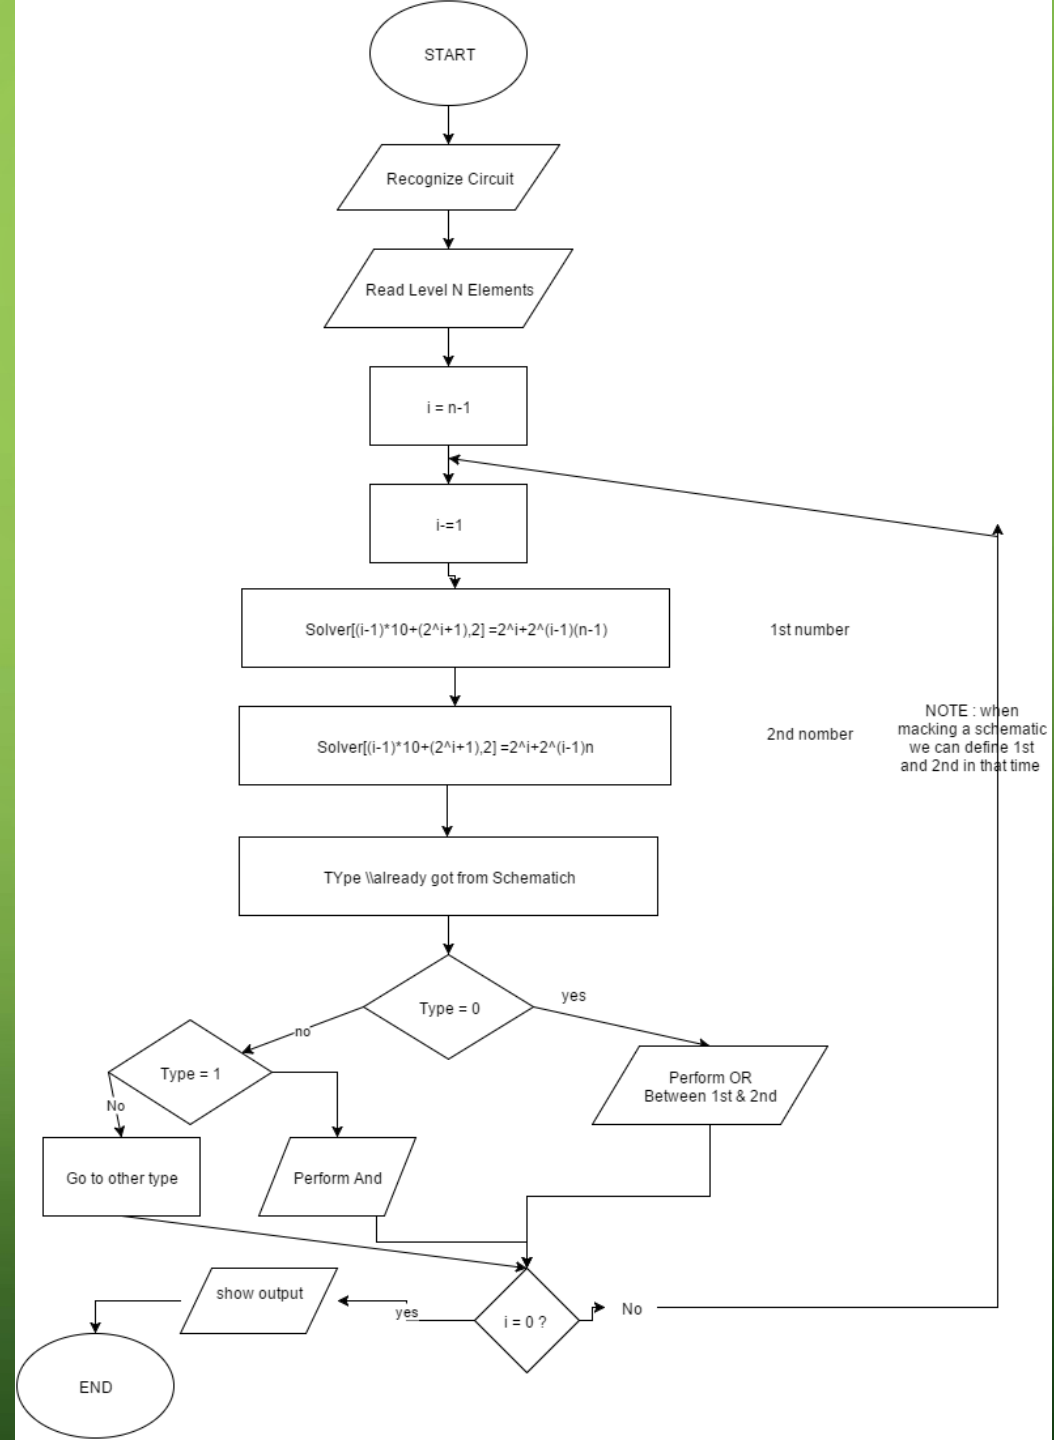 START
Recognize Circuit
Read Level N Elements
i = n-1
i-=1
Solver[(i-1)*10+(2^i+1),2] =2^i+2^(i-1)(n-1)
1st number
Solver[(i-1)*10+(2^i+1),2] =2^i+2^(i-1)n
2nd nomber
NOTE : when
macking a schematic
we can define 1st
and 2nd in that time
TYpe \\already got from Schematich
Type = 0
yes
no
Type = 1
Perform OR
Between 1st & 2nd
No
Go to other type
Perform And
show output
yes
i = 0 ?
No
END